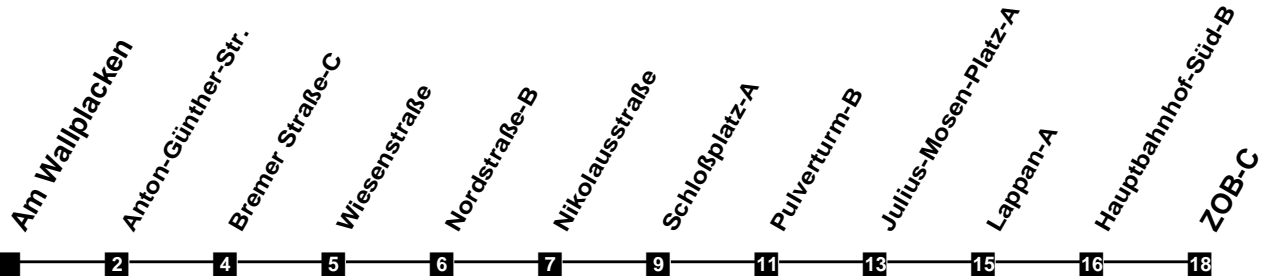 Am Wallplacken
Anton-Günther-Str.
Bremer Straße-C
Wiesenstraße
Nordstraße-B
Nikolausstraße
Schloßplatz-A
Pulverturm-B
Julius-Mosen-Platz-A
Lappan-A
Hauptbahnhof-Süd-B
ZOB-C
2 4 5 6 7 9 11 13 15 16 18